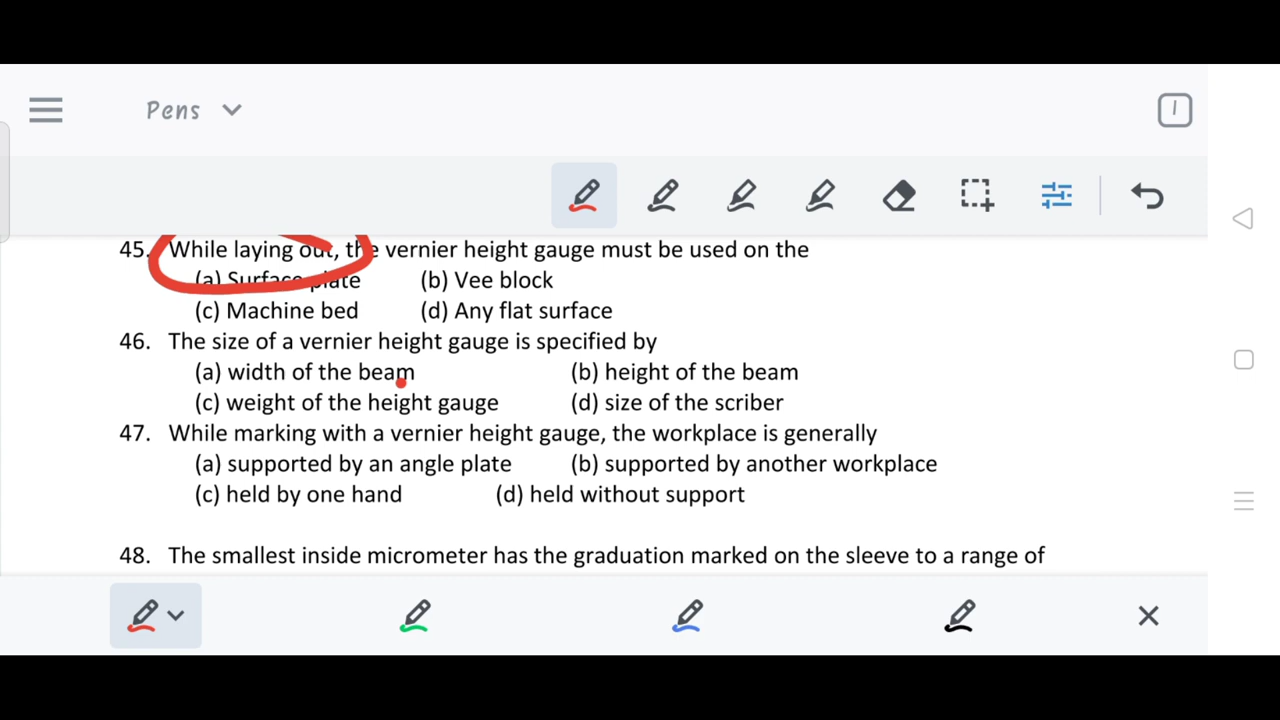 Pens
45. While laying out, the vernier height gauge must be used on the
(a) Surface plate (b) Vee block
(c) Machine bed (d) Any flat surface
46. The size of a vernier height gauge is specified by
(a) width of the beam (b) height of the beam
(c) weight of the height gauge (d) size of the scriber
47. While marking with a vernier height gauge, the workplace is generally
(a) supported by an angle plate (b) supported by another workplace
(c) held by one hand (d) held without support
48. The smallest inside micrometer has the graduation marked on the sleeve to a range of